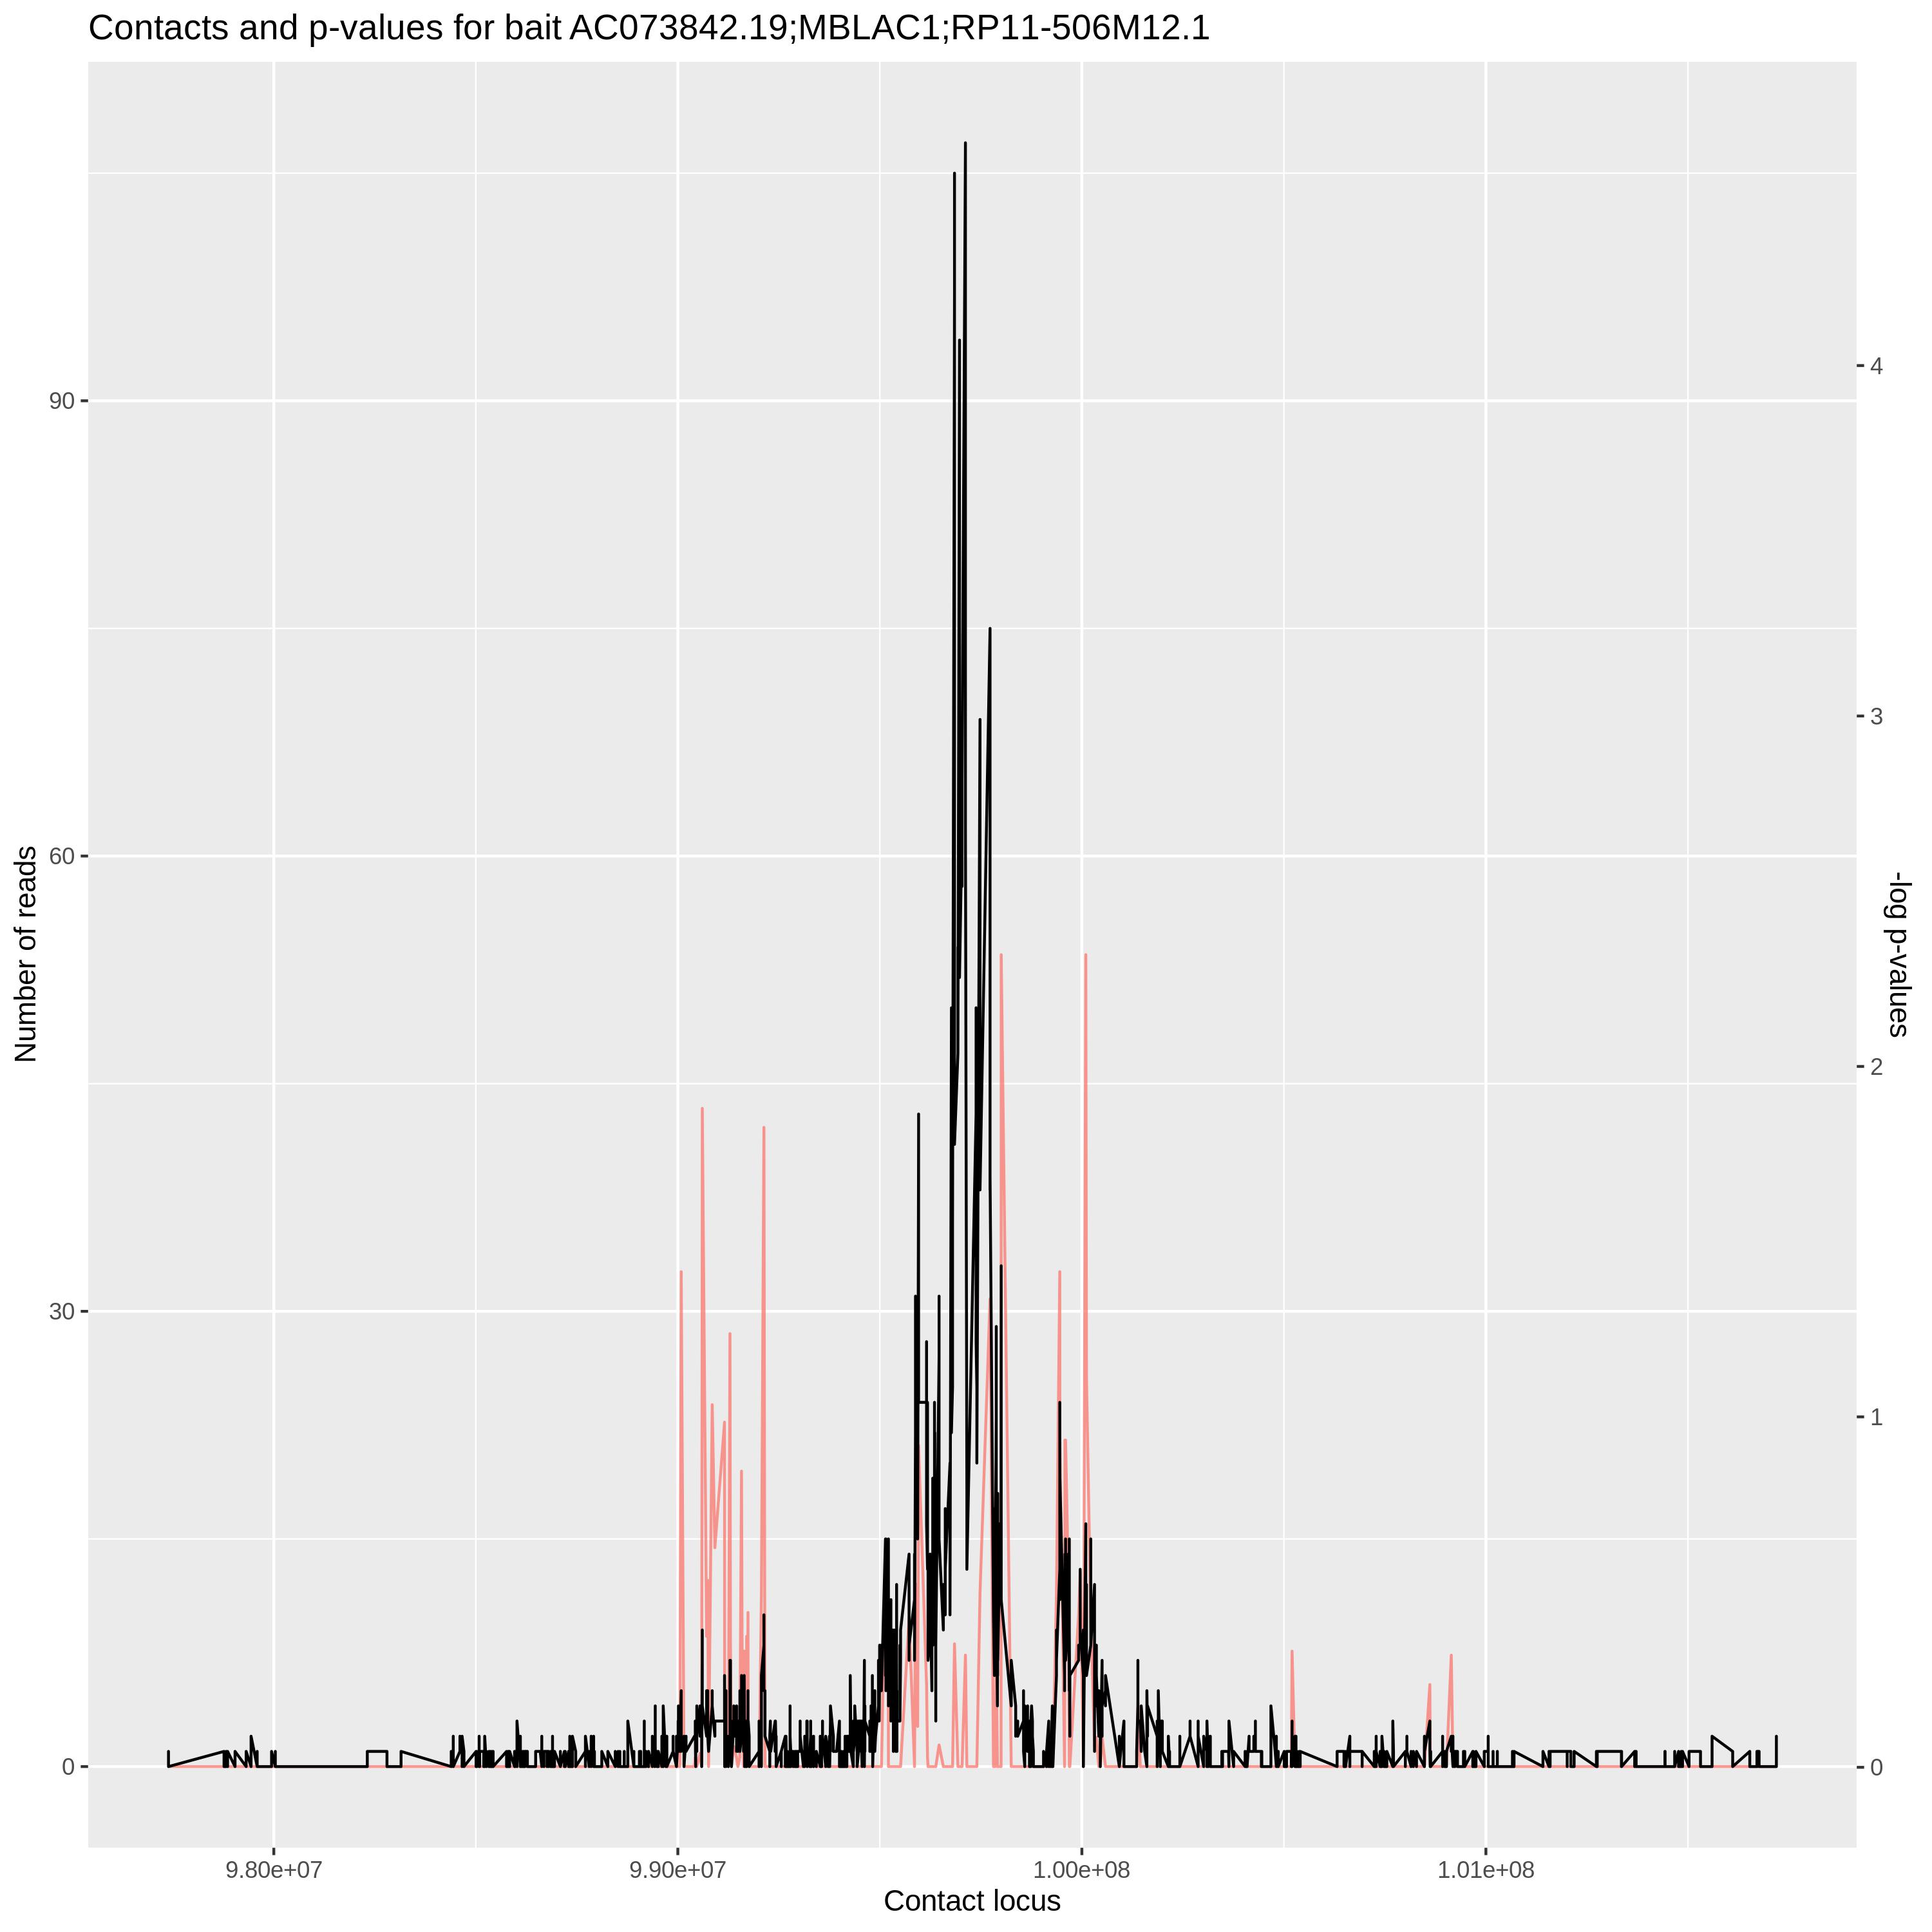 Contacts and p-values for bait AC073842.19;MBLAC1;RP11-506M12.1
90
60
30
0
Number of reads
4
3
2
1
0
-log p-values
9.80e+07
9.90e+07
1.00e+08
1.01e+08
Contact locus